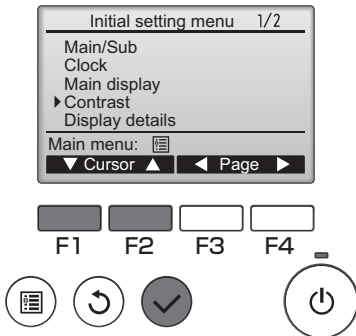 Initial setting menu 1/2
Main/Sub
Clock
Main display
Contrast
Display details
Main menu:
Cursor Page
F1 F2 F3 F4